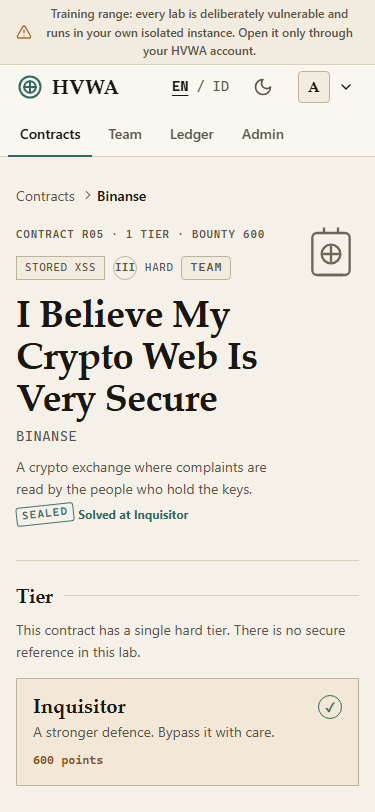 Training range: every lab is deliberately vulnerable and
runs in your own isolated instance. Open it only through
your HVWA account.
HVWA
EN / ID
A
Contracts
Team
Ledger
Admin
Contracts > Binanse
CONTRACT R05 · 1 TIER · BOUNTY 600
STORED XSS
III
HARD
TEAM
I Believe My
Crypto Web Is
Very Secure
BINANSE
A crypto exchange where complaints are
read by the people who hold the keys.
SEALED Solved at Inquisitor
Tier
This contract has a single hard tier. There is no secure
reference in this lab.
Inquisitor
A stronger defence. Bypass it with care.
600 points